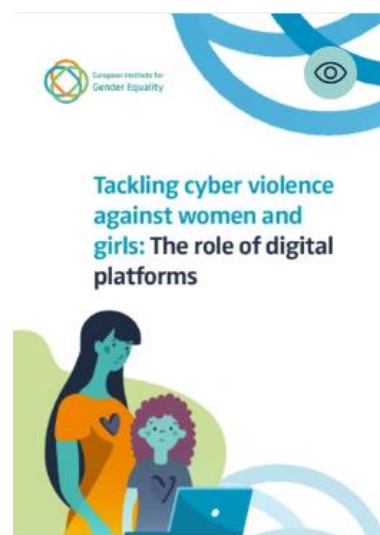 European Institute for
Gender Equality
Tackling cyber violence
against women and
girls: The role of digital
platforms